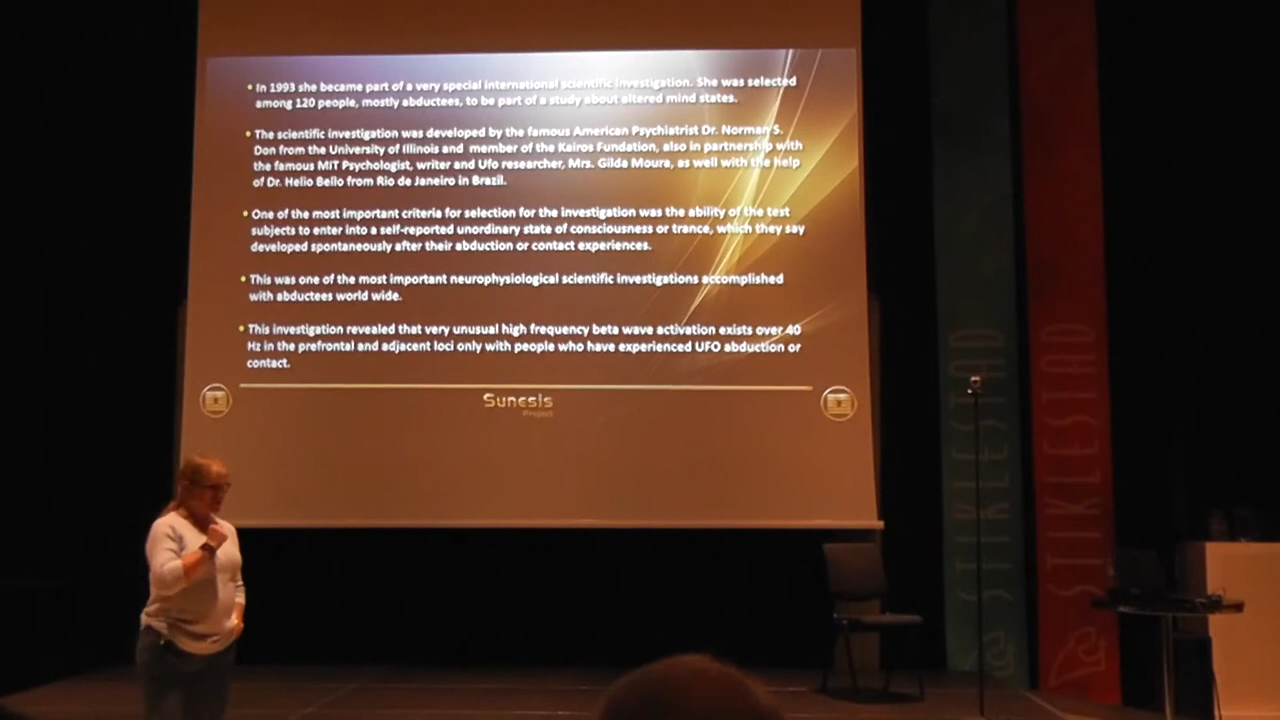 • In 1993 she became part of a very special international scientific investigation. She was selected
among 120 people, mostly abductees, to be part of a study about altered mind states.
• The scientific investigation was developed by the famous American Psychiatrist Dr. Norman S.
Don from the University of Illinois and member of the Kairos Fundation, also in partnership with
the famous MIT Psychologist, writer and Ufo researcher, Mrs. Gilda Moura, as well with the help
of Dr. Helio Bello from Rio de Janeiro in Brazil.
• One of the most important criteria for selection for the investigation was the ability of the test
subjects to enter into a self-reported unordinary state of consciousness or trance, which they say
developed spontaneously after their abduction or contact experiences.
• This was one of the most important neurophysiological scientific investigations accomplished
with abductees world wide.
• This investigation revealed that very unusual high frequency beta wave activation exists over 40
Hz in the prefrontal and adjacent loci only with people who have experienced UFO abduction or
contact.
Sunesis
Project
STIKLESTAD
STIKLESTAD
STIKLESTAD
STIKLESTAD